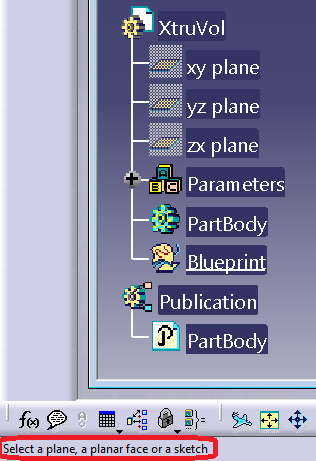 XtruVol
xy plane
yz plane
zx plane
Parameters
PartBody
Blueprint
Publication
PartBody
f(x)
Select a plane, a planar face or a sketch